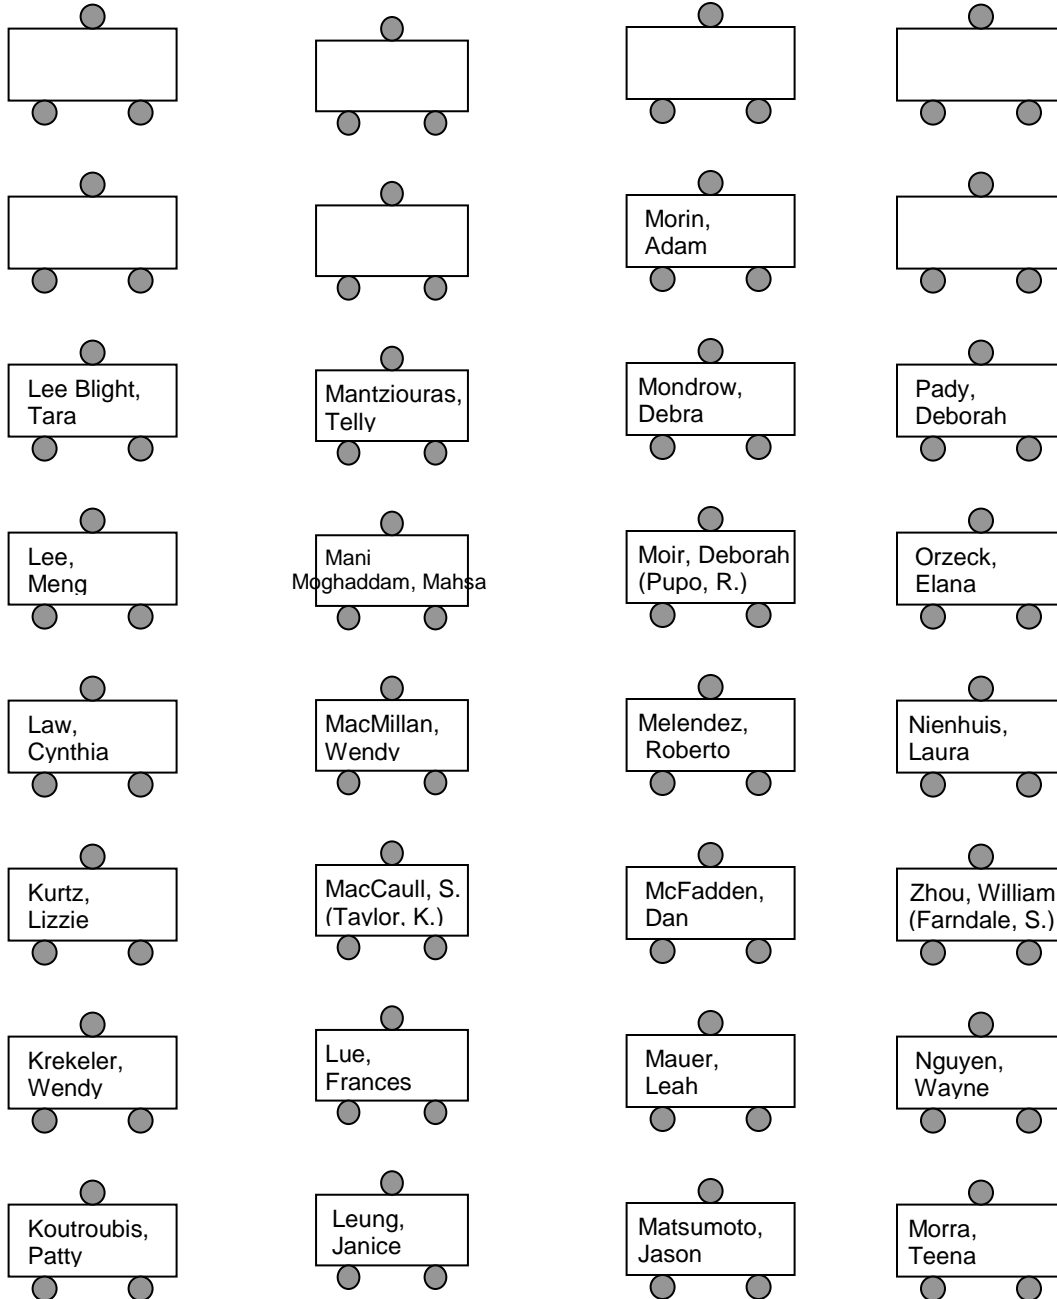 Morin,
Adam
Lee Blight,
Tara
Mantziouras,
Telly
Mondrow,
Debra
Pady,
Deborah
Lee,
Meng
Mani
Moghaddam, Mahsa
Moir, Deborah
(Pupo, R.)
Orzeck,
Elana
Law,
Cynthia
MacMillan,
Wendy
Melendez,
Roberto
Nienhuis,
Laura
Kurtz,
Lizzie
MacCaull, S.
(Taylor, K.)
McFadden,
Dan
Zhou, William
(Farndale, S.)
Krekeler,
Wendy
Lue,
Frances
Mauer,
Leah
Nguyen,
Wayne
Koutroubis,
Patty
Leung,
Janice
Matsumoto,
Jason
Morra,
Teena